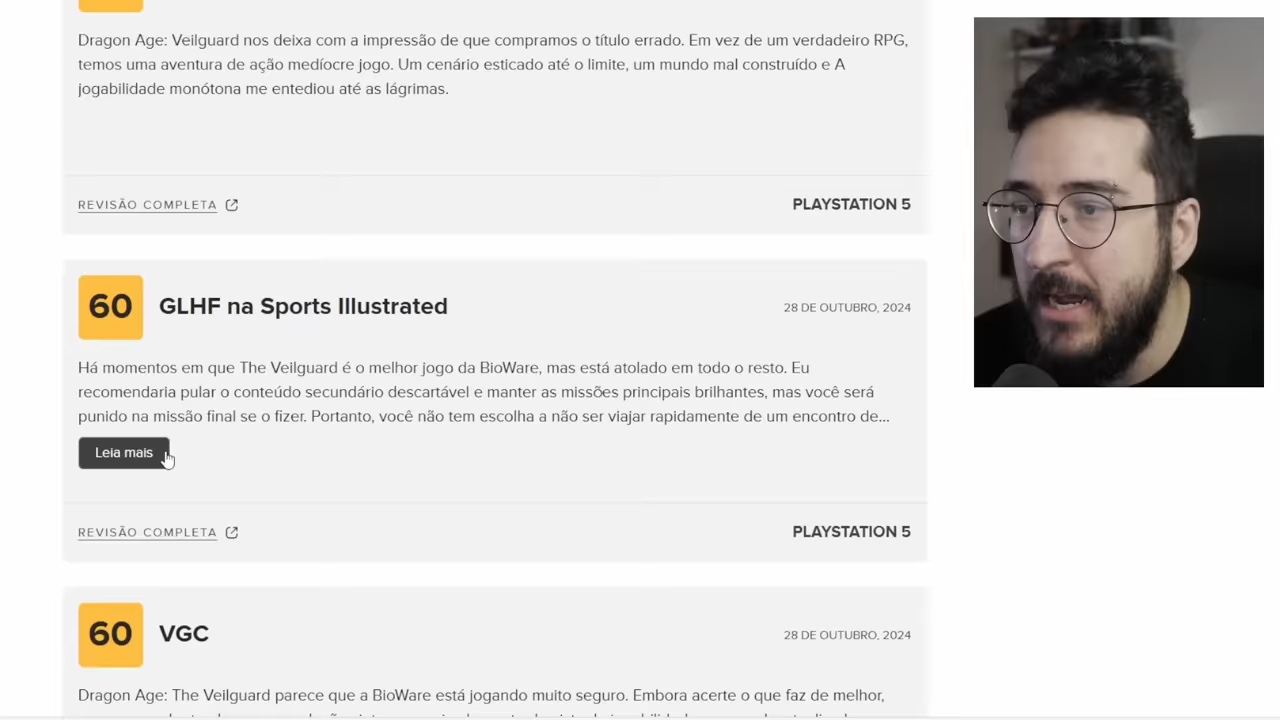 Dragon Age: Veilguard nos deixa com a impressão de que compramos o título errado. Em vez de um verdadeiro RPG,
temos uma aventura de ação medíocre jogo. Um cenário esticado até o limite, um mundo mal construído e A
jogabilidade monótona me entediou até as lágrimas.
REVISÃO COMPLETA
PLAYSTATION 5
60
GLHF na Sports Illustrated
28 DE OUTUBRO, 2024
Há momentos em que The Veilguard é o melhor jogo da BioWare, mas está atolado em todo o resto. Eu
recomendaria pular o conteúdo secundário descartável e manter as missões principais brilhantes, mas você será
punido na missão final se o fizer. Portanto, você não tem escolha a não ser viajar rapidamente de um encontro de...
Leia mais
REVISÃO COMPLETA
PLAYSTATION 5
60
VGC
28 DE OUTUBRO, 2024
Dragon Age: The Veilguard parece que a BioWare está jogando muito seguro. Embora acerte o que faz de melhor,